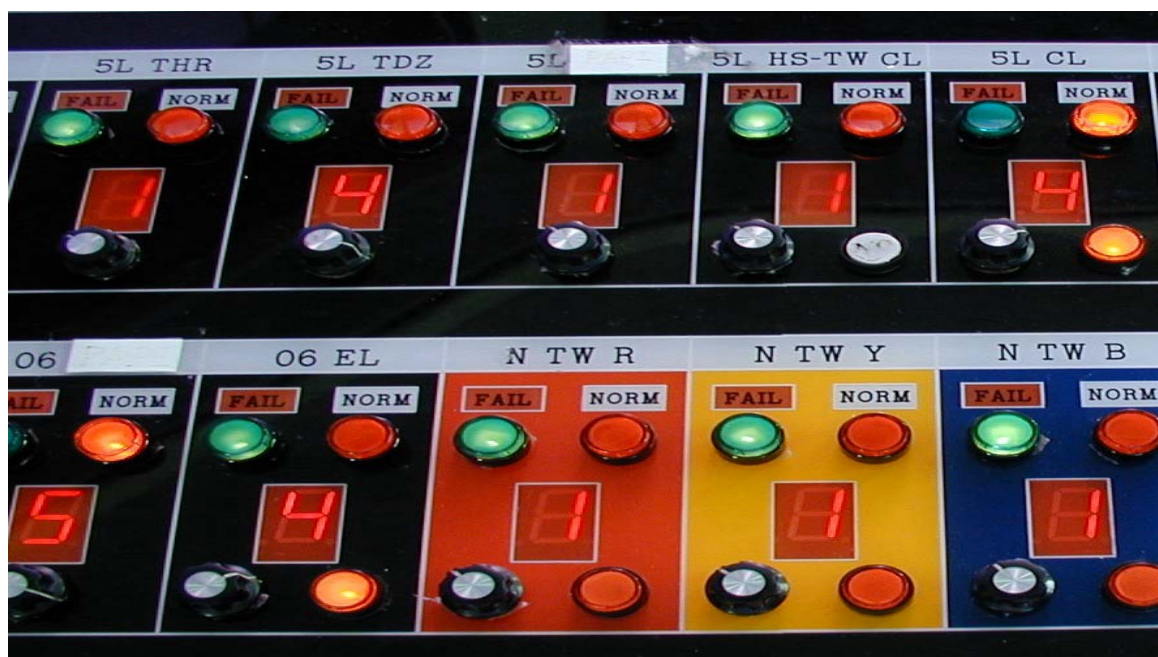 5L THR 5L TDZ 5L 5L HS-TW CL 5L CL
FAIL NORM FAIL NORM FAIL NORM FAIL NORM FAIL NORM
1 4 1 1 4
06 06 EL N TW R N TW Y N TW B
FAIL NORM FAIL NORM FAIL NORM FAIL NORM FAIL NORM
5 4 1 1 1